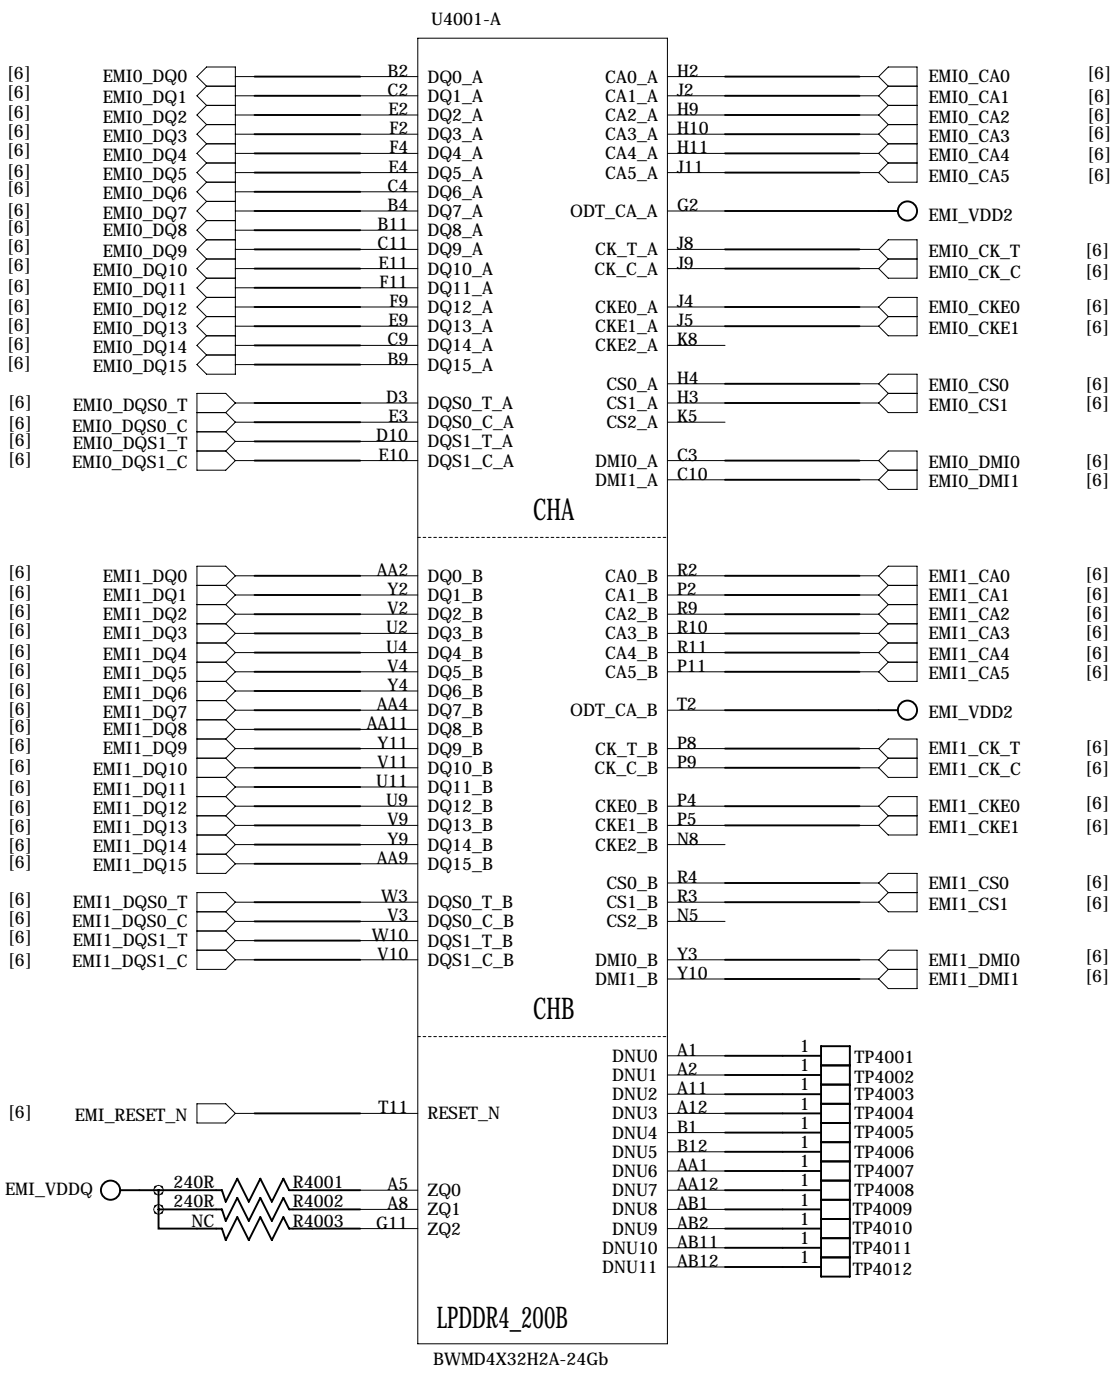 U4001-A
[6] EMI0_DQ0 B2 DQ0_A CA0_A H2 EMI0_CA0 [6]
[6] EMI0_DQ1 C2 DQ1_A CA1_A J2 EMI0_CA1 [6]
[6] EMI0_DQ2 E2 DQ2_A CA2_A H9 EMI0_CA2 [6]
[6] EMI0_DQ3 F2 DQ3_A CA3_A H10 EMI0_CA3 [6]
[6] EMI0_DQ4 F4 DQ4_A CA4_A H11 EMI0_CA4 [6]
[6] EMI0_DQ5 E4 DQ5_A CA5_A J11 EMI0_CA5 [6]
[6] EMI0_DQ6 C4 DQ6_A
[6] EMI0_DQ7 B4 DQ7_A ODT_CA_A G2 EMI_VDD2
[6] EMI0_DQ8 B11 DQ8_A
[6] EMI0_DQ9 C11 DQ9_A CK_T_A J8 EMI0_CK_T [6]
[6] EMI0_DQ10 E11 DQ10_A CK_C_A J9 EMI0_CK_C [6]
[6] EMI0_DQ11 F11 DQ11_A
[6] EMI0_DQ12 F9 DQ12_A CKE0_A J4 EMI0_CKE0 [6]
[6] EMI0_DQ13 E9 DQ13_A CKE1_A J5 EMI0_CKE1 [6]
[6] EMI0_DQ14 C9 DQ14_A CKE2_A K8
[6] EMI0_DQ15 B9 DQ15_A
CS0_A H4 EMI0_CS0 [6]
[6] EMI0_DQS0_T D3 DQS0_T_A CS1_A H3 EMI0_CS1 [6]
[6] EMI0_DQS0_C E3 DQS0_C_A CS2_A K5
[6] EMI0_DQS1_T D10 DQS1_T_A
[6] EMI0_DQS1_C E10 DQS1_C_A DMI0_A C3 EMI0_DMI0 [6]
DMI1_A C10 EMI0_DMI1 [6]
CHA
[6] EMI1_DQ0 AA2 DQ0_B CA0_B R2 EMI1_CA0 [6]
[6] EMI1_DQ1 Y2 DQ1_B CA1_B P2 EMI1_CA1 [6]
[6] EMI1_DQ2 V2 DQ2_B CA2_B R9 EMI1_CA2 [6]
[6] EMI1_DQ3 U2 DQ3_B CA3_B R10 EMI1_CA3 [6]
[6] EMI1_DQ4 U4 DQ4_B CA4_B R11 EMI1_CA4 [6]
[6] EMI1_DQ5 V4 DQ5_B CA5_B P11 EMI1_CA5 [6]
[6] EMI1_DQ6 Y4 DQ6_B
[6] EMI1_DQ7 AA4 DQ7_B ODT_CA_B T2 EMI_VDD2
[6] EMI1_DQ8 AA11 DQ8_B
[6] EMI1_DQ9 Y11 DQ9_B CK_T_B P8 EMI1_CK_T [6]
[6] EMI1_DQ10 V11 DQ10_B CK_C_B P9 EMI1_CK_C [6]
[6] EMI1_DQ11 U11 DQ11_B
[6] EMI1_DQ12 U9 DQ12_B CKE0_B P4 EMI1_CKE0 [6]
[6] EMI1_DQ13 V9 DQ13_B CKE1_B P5 EMI1_CKE1 [6]
[6] EMI1_DQ14 Y9 DQ14_B CKE2_B N8
[6] EMI1_DQ15 AA9 DQ15_B
CS0_B R4 EMI1_CS0 [6]
[6] EMI1_DQS0_T W3 DQS0_T_B CS1_B R3 EMI1_CS1 [6]
[6] EMI1_DQS0_C V3 DQS0_C_B CS2_B N5
[6] EMI1_DQS1_T W10 DQS1_T_B
[6] EMI1_DQS1_C V10 DQS1_C_B DMI0_B Y3 EMI1_DMI0 [6]
DMI1_B Y10 EMI1_DMI1 [6]
CHB
DNU0 A1 1 TP4001
DNU1 A2 1 TP4002
DNU2 A11 1 TP4003
[6] EMI_RESET_N T11 RESET_N DNU3 A12 1 TP4004
DNU4 B1 1 TP4005
DNU5 B12 1 TP4006
DNU6 AA1 1 TP4007
EMI_VDDQ 240R R4001 A5 ZQ0 DNU7 AA12 1 TP4008
240R R4002 A8 ZQ1 DNU8 AB1 1 TP4009
NC R4003 G11 ZQ2 DNU9 AB2 1 TP4010
DNU10 AB11 1 TP4011
DNU11 AB12 1 TP4012
LPDDR4_200B
BWMD4X32H2A-24Gb